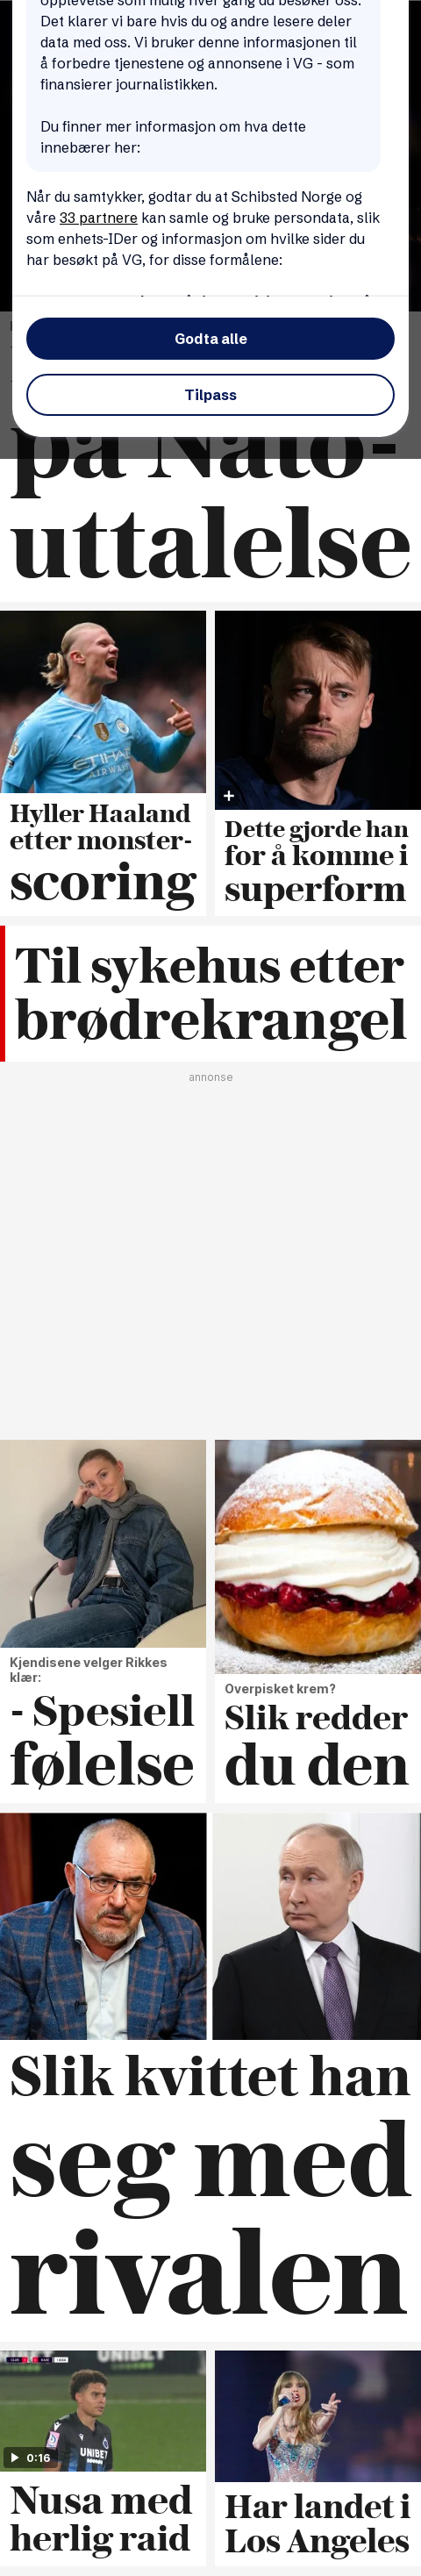 opplevelse som mulig hver gang du besøker oss.
Det klarer vi bare hvis du og andre lesere deler
data med oss. Vi bruker denne informasjonen til
å forbedre tjenestene og annonsene i VG - som
finansierer journalistikken.
Du finner mer informasjon om hva dette
innebærer her:
Når du samtykker, godtar du at Schibsted Norge og
våre 33 partnere kan samle og bruke persondata, slik
som enhets-IDer og informasjon om hvilke sider du
har besøkt på VG, for disse formålene:
Godta alle
Tilpass
på Nato-
uttalelse
ETIHAD
AIRWAYS
Hyller Haaland
etter monster-
scoring
Dette gjorde han
for å komme i
superform
Til sykehus etter
brødrekrangel
annonse
Kjendisene velger Rikkes
klær:
- Spesiell
følelse
Overpisket krem?
Slik redder
du den
Slik kvittet han
seg med
rivalen
UNIBET
UNIBET
0:16
Nusa med
herlig raid
Har landet i
Los Angeles